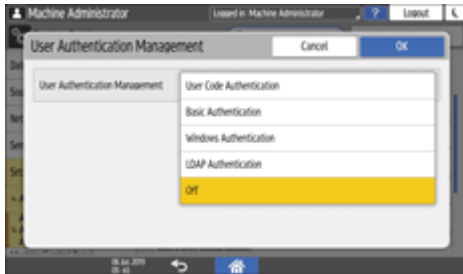 Machine Administrator
Logged in: Machine Administrator
?
Logout
User Authentication Management
Cancel
OK
User Authentication Management
User Code Authentication
Basic Authentication
Windows Authentication
LDAP Authentication
Off